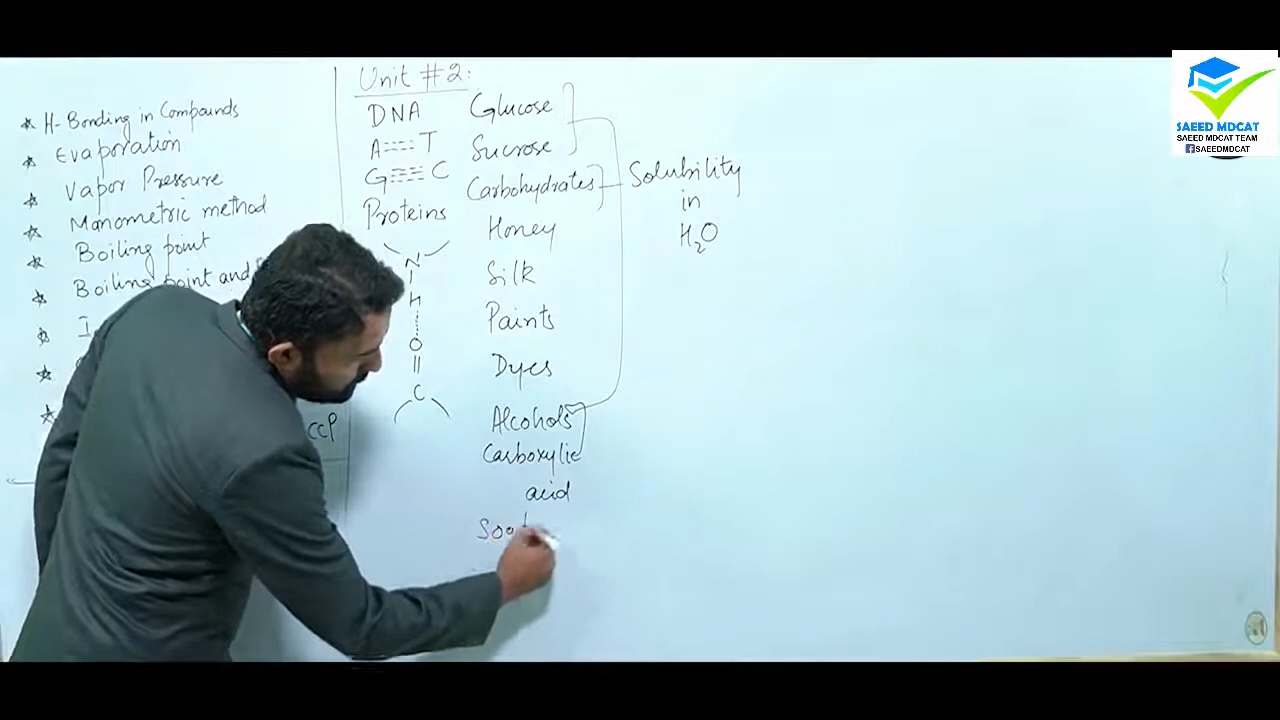 ★ H-Bonding in Compounds
★ Evaporation
★ Vapor Pressure
★ Manometric method
★ Boiling point
★ Boiling point and
★ I
★
★
CCP
Unit #2:
DNA
A==== T
G≡≡≡ C
Proteins
N
H
O
C
Glucose
Sucrose
Carbohydrates
Honey
Silk
Paints
Dyes
Alcohols
Carboxylic
acid
Solubility
in
H₂O
SAEED MDCAT
SAEED MDCAT TEAM
SAEEDMDCAT